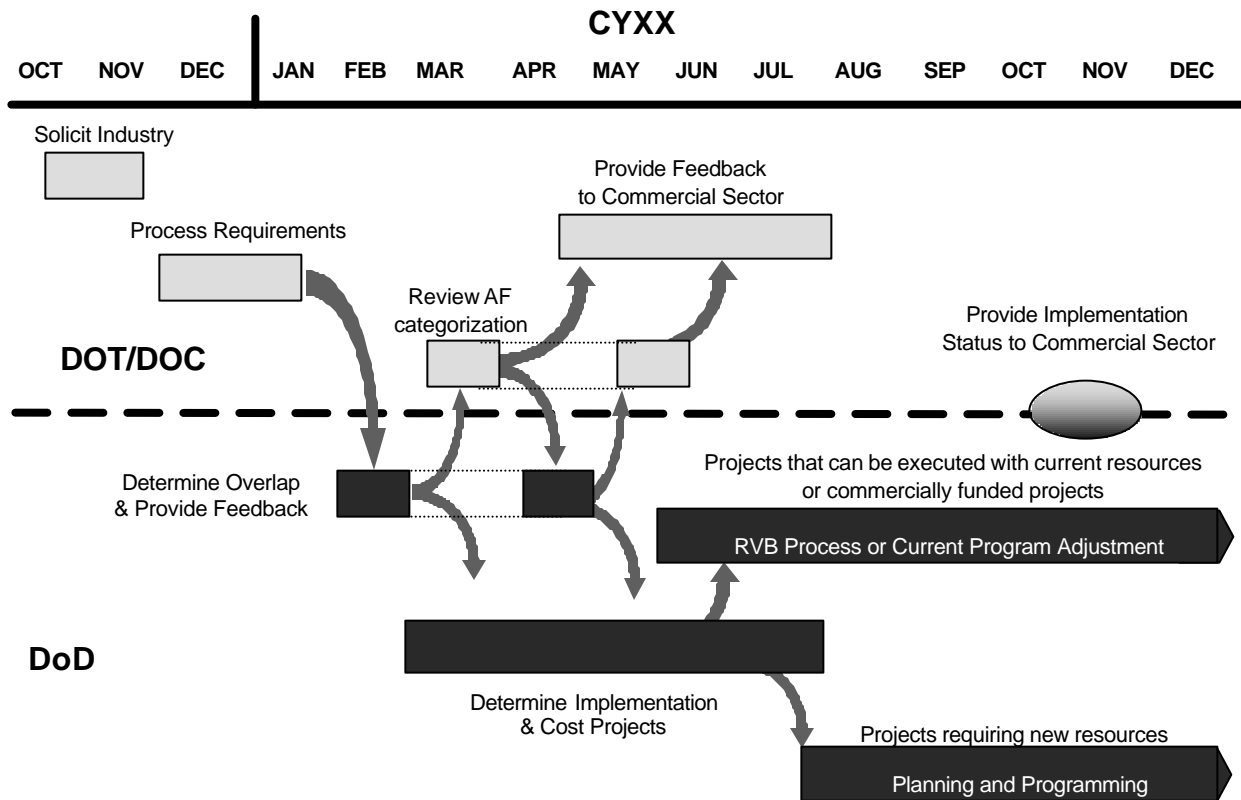 CYXX
OCT NOV DEC JAN FEB MAR APR MAY JUN JUL AUG SEP OCT NOV DEC
Solicit Industry
Provide Feedback
to Commercial Sector
Process Requirements
Review AF
categorization
Provide Implementation
Status to Commercial Sector
DOT/DOC
Determine Overlap
& Provide Feedback
Projects that can be executed with current resources
or commercially funded projects
RVB Process or Current Program Adjustment
DoD
Determine Implementation
& Cost Projects
Projects requiring new resources
Planning and Programming